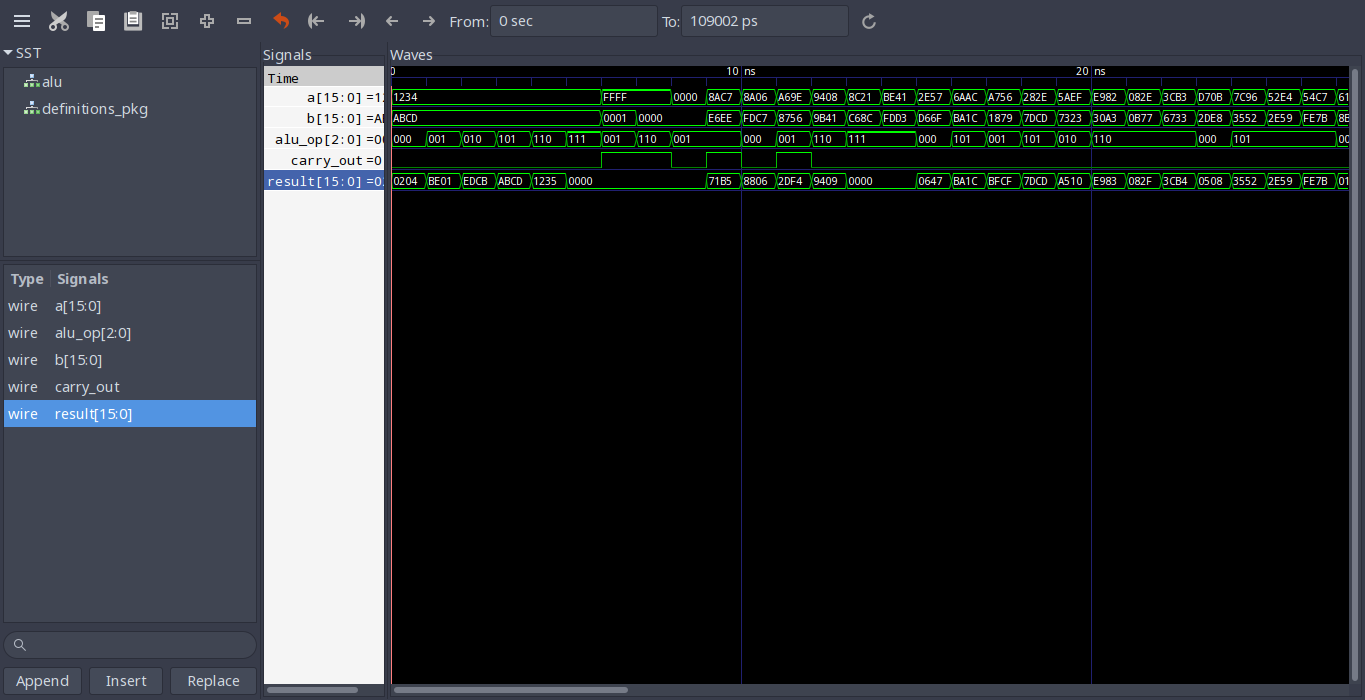 From: 0 sec To: 109002 ps
SST
alu
definitions_pkg
Type Signals
wire a[15:0]
wire alu_op[2:0]
wire b[15:0]
wire carry_out
wire result[15:0]
Append Insert Replace
Signals
Time
a[15:0] =1
b[15:0] =A
alu_op[2:0] =0
carry_out =0
result[15:0] =0
Waves
0 10 ns 20 ns
1234 FFFF 0000 8AC7 8A06 A69E 9408 8C21 BE41 2E57 6AAC A756 282E 5AEF E982 082E 3CB3 D70B 7C96 52E4 54C7 61
ABCD 0001 0000 E6EE FDC7 8756 9B41 C68C FDD3 D66F BA1C 1879 7DCD 7323 30A3 0B77 6733 2DE8 3552 2E59 FE7B 8E
000 001 010 101 110 111 001 110 001 000 001 110 111 000 101 001 101 010 110 000 101 00
0204 BE01 EDCB ABCD 1235 0000 71B5 8806 2DF4 9409 0000 0647 BA1C BFCF 7DCD A510 E983 082F 3CB4 0508 3552 2E59 FE7B 01